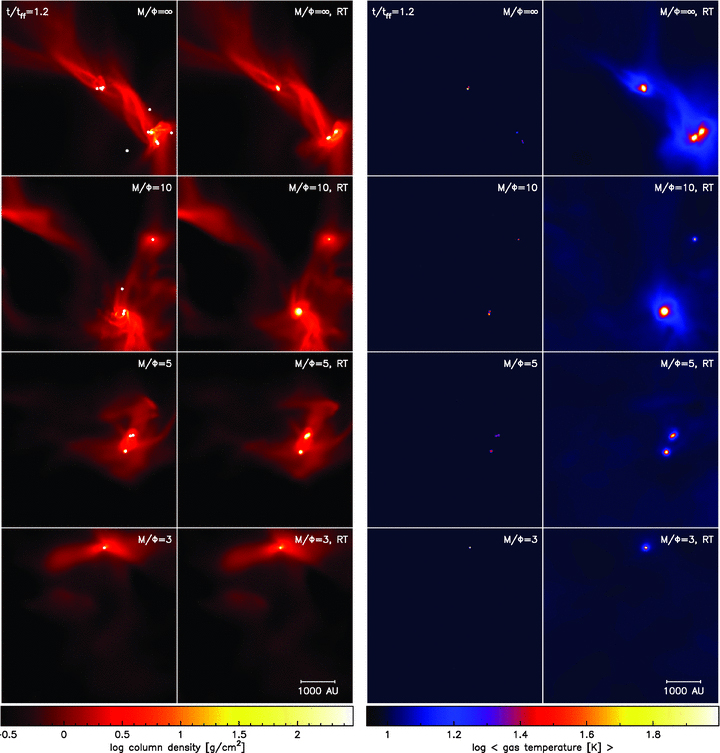 t/tff=1.2 M/Φ=∞ M/Φ=∞, RT t/tff=1.2 M/Φ=∞ M/Φ=∞, RT
M/Φ=10 M/Φ=10, RT M/Φ=10 M/Φ=10, RT
M/Φ=5 M/Φ=5, RT M/Φ=5 M/Φ=5, RT
M/Φ=3 M/Φ=3, RT M/Φ=3 M/Φ=3, RT
1000 AU 1000 AU
-0.5 0 0.5 1 1.5 2 1 1.2 1.4 1.6 1.8
log column density [g/cm²] log < gas temperature [K] >